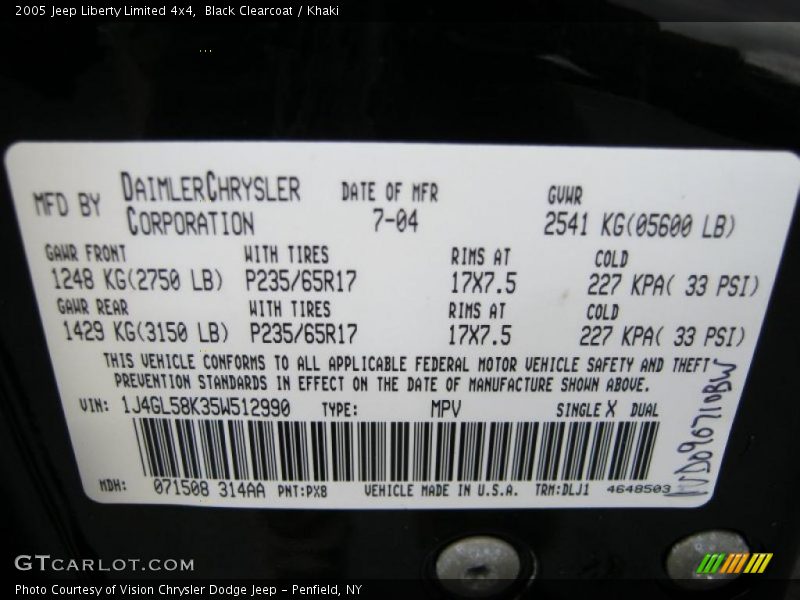 2005 Jeep Liberty Limited 4x4, Black Clearcoat / Khaki
...
MFD BY DAIMLERCHRYSLER CORPORATION DATE OF MFR 7-04 GVWR 2541 KG(05600 LB)
GAWR FRONT WITH TIRES RIMS AT COLD
1248 KG(2750 LB) P235/65R17 17X7.5 227 KPA( 33 PSI)
GAWR REAR WITH TIRES RIMS AT COLD
1429 KG(3150 LB) P235/65R17 17X7.5 227 KPA( 33 PSI)
THIS VEHICLE CONFORMS TO ALL APPLICABLE FEDERAL MOTOR VEHICLE SAFETY AND THEFT
PREVENTION STANDARDS IN EFFECT ON THE DATE OF MANUFACTURE SHOWN ABOVE.
VIN: 1J4GL58K35W512990 TYPE: MPV SINGLE X DUAL
MDH: 071508 314AA PNT:PX8 VEHICLE MADE IN U.S.A. TRM:DLJ1 4648503
GTCARLOT.COM
Photo Courtesy of Vision Chrysler Dodge Jeep - Penfield, NY